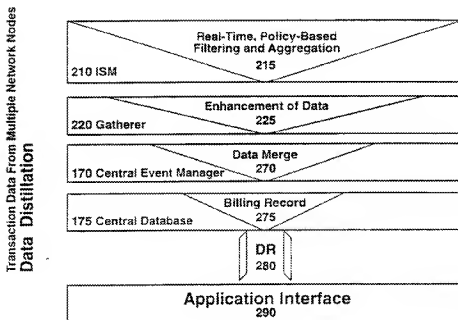 Transaction Data From Multiple Network Nodes
Data Distillation
Real-Time, Policy-Based
Filtering and Aggregation
215
210 ISM
Enhancement of Data
225
220 Gatherer
Data Merge
270
170 Central Event Manager
Billing Record
275
175 Central Database
DR
280
Application Interface
290